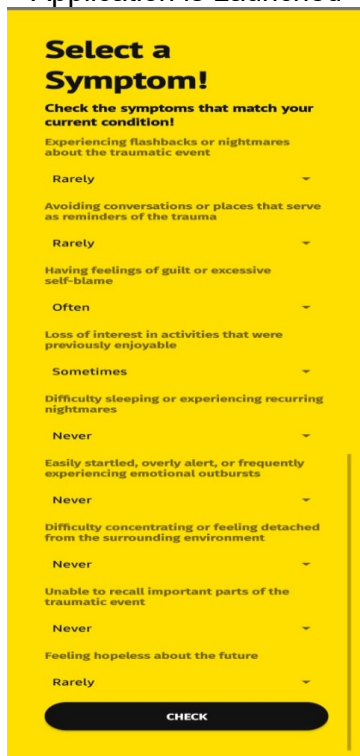 Application is Launched
Select a
Symptom!
Check the symptoms that match your
current condition!
Experiencing flashbacks or nightmares
about the traumatic event
Rarely
Avoiding conversations or places that serve
as reminders of the trauma
Rarely
Having feelings of guilt or excessive
self-blame
Often
Loss of interest in activities that were
previously enjoyable
Sometimes
Difficulty sleeping or experiencing recurring
nightmares
Never
Easily startled, overly alert, or frequently
experiencing emotional outbursts
Never
Difficulty concentrating or feeling detached
from the surrounding environment
Never
Unable to recall important parts of the
traumatic event
Never
Feeling hopeless about the future
Rarely
CHECK